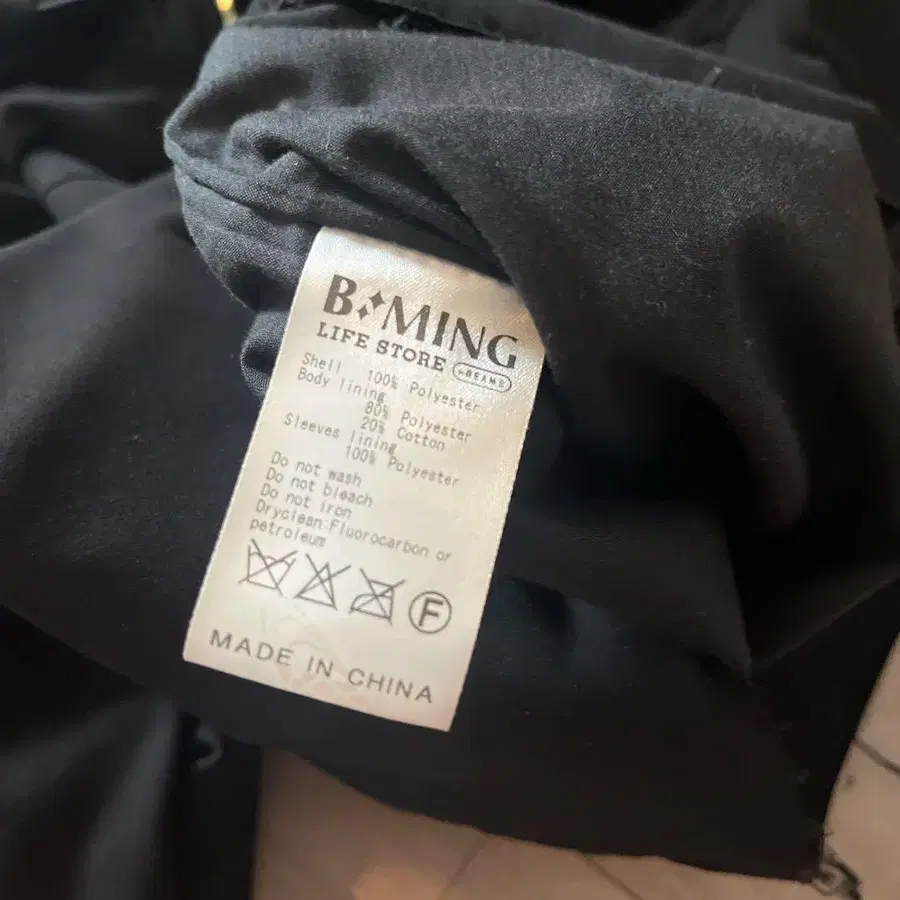 B:MING
LIFE STORE by BEAMS
Shell 100% Polyester
Body lining
80% Polyester
20% Cotton
Sleeves lining
100% Polyester
Do not wash
Do not bleach
Do not iron
Dryclean:Fluorocarbon or
petroleum
F
MADE IN CHINA